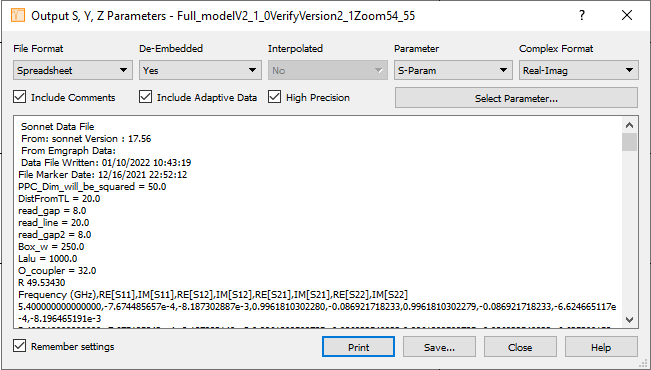 Output S, Y, Z Parameters - Full_modelV2_1_0VerifyVersion2_1Zoom54_55 ? ×
File Format De-Embedded Interpolated Parameter Complex Format
Spreadsheet Yes No S-Param Real-Imag
Include Comments Include Adaptive Data High Precision Select Parameter...
Sonnet Data File
From: sonnet Version : 17.56
From Emgraph Data:
Data File Written: 01/10/2022 10:43:19
File Marker Date: 12/16/2021 22:52:12
PPC_Dim_will_be_squared = 50.0
DistFromTL = 20.0
read_gap = 8.0
read_line = 20.0
read_gap2 = 8.0
Box_w = 250.0
Lalu = 1000.0
O_coupler = 32.0
R 49.53430
Frequency (GHz),RE[S11],IM[S11],RE[S12],IM[S12],RE[S21],IM[S21],RE[S22],IM[S22]
5.40000000000000,-7.674485657e-4,-8.187302887e-3,0.9961810302280,-0.086921718233,0.9961810302279,-0.086921718233,-6.624665117e
-4,-8.196465191e-3
Remember settings Print Save... Close Help